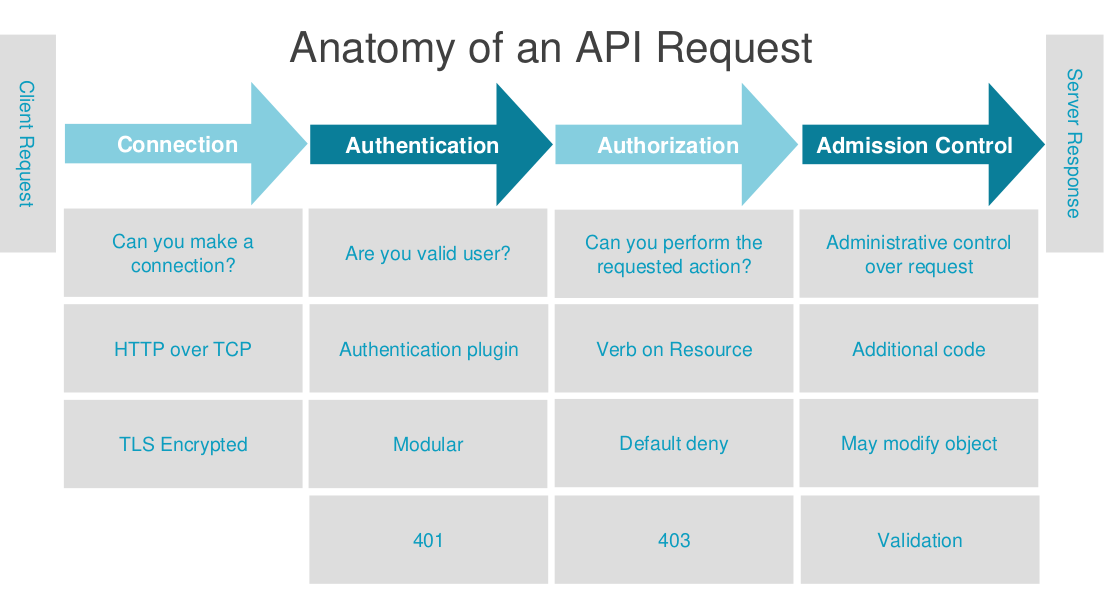 Anatomy of an API Request
Client Request
Connection
Authentication
Authorization
Admission Control
Server Response
Can you make a
connection?
Are you valid user?
Can you perform the
requested action?
Administrative control
over request
HTTP over TCP
Authentication plugin
Verb on Resource
Additional code
TLS Encrypted
Modular
Default deny
May modify object
401
403
Validation